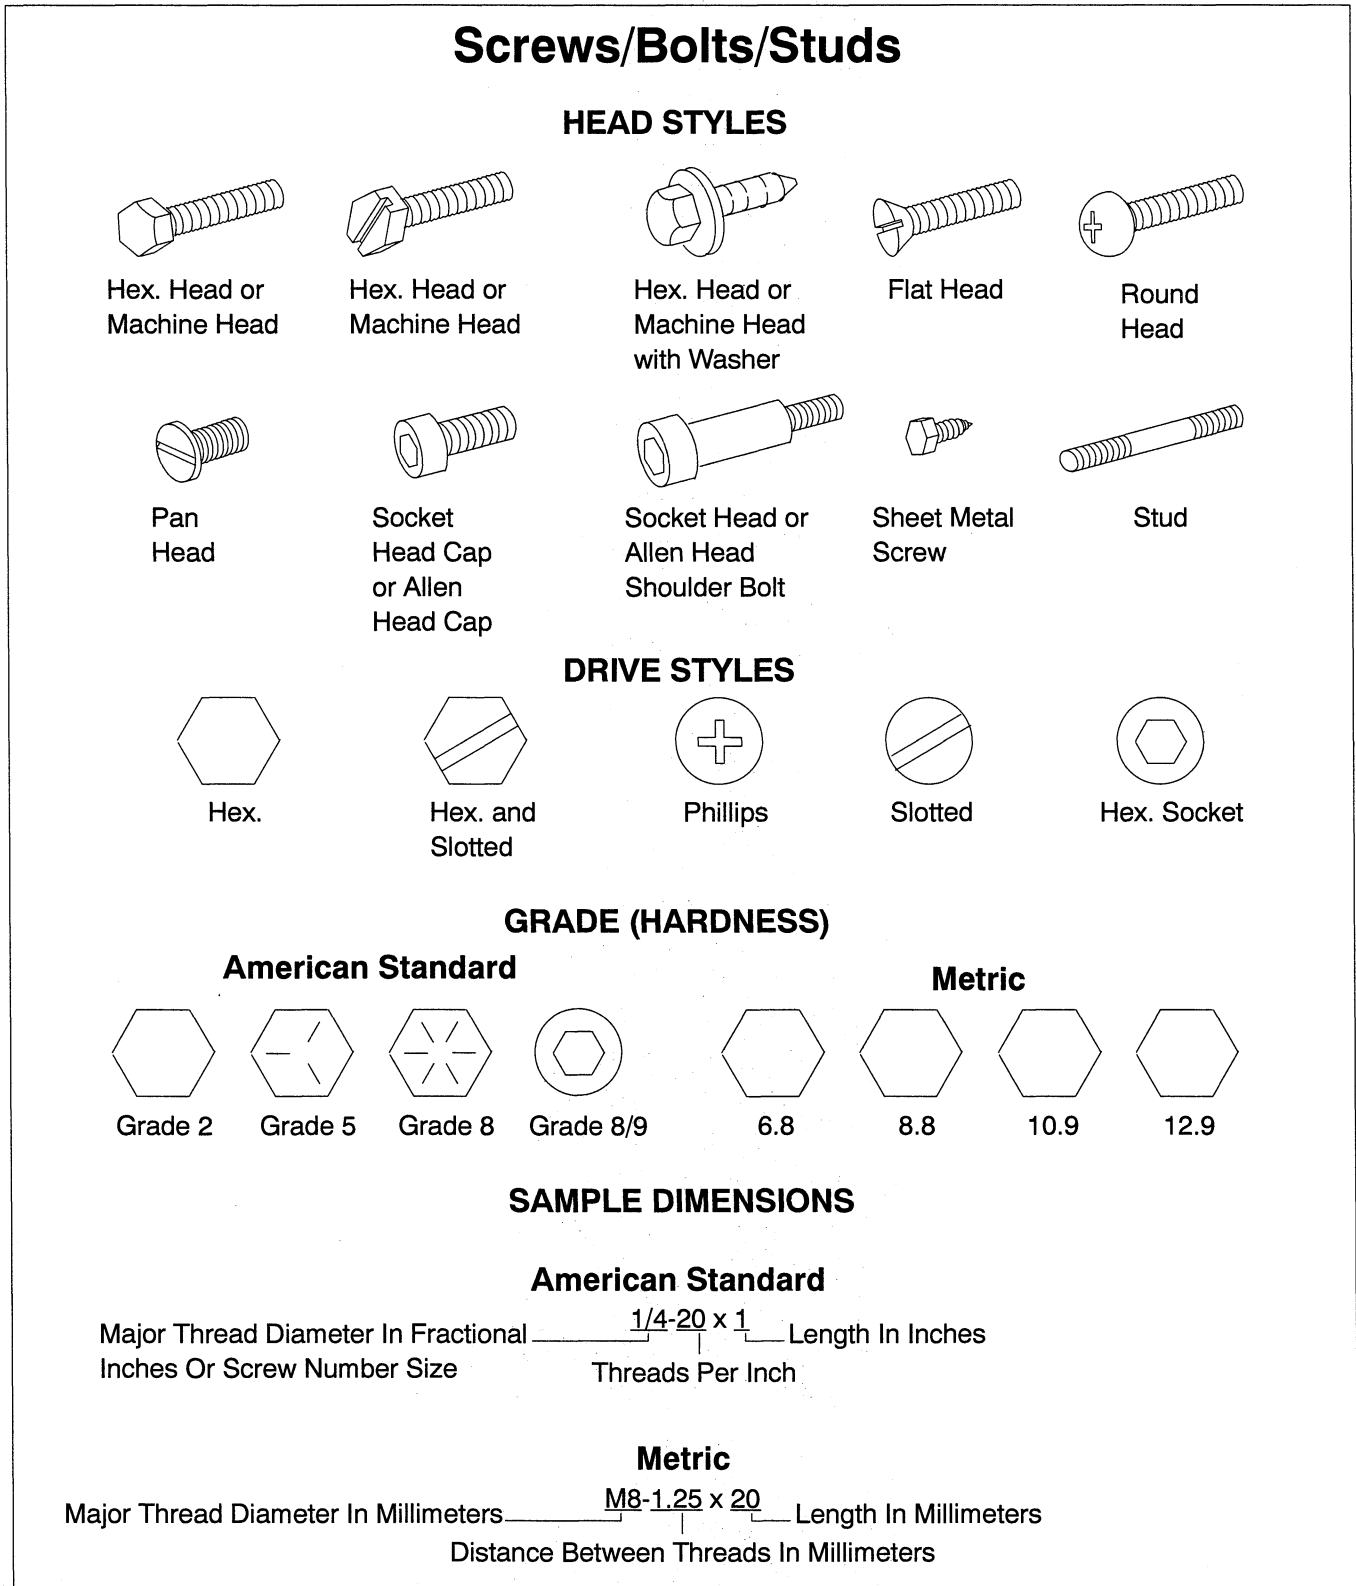 Screws/Bolts/Studs
HEAD STYLES
Hex. Head or
Machine Head
Hex. Head or
Machine Head
Hex. Head or
Machine Head
with Washer
Flat Head
Round
Head
Pan
Head
Socket
Head Cap
or Allen
Head Cap
Socket Head or
Allen Head
Shoulder Bolt
Sheet Metal
Screw
Stud
DRIVE STYLES
Hex.
Hex. and
Slotted
Phillips
Slotted
Hex. Socket
GRADE (HARDNESS)
American Standard
Metric
Grade 2
Grade 5
Grade 8
Grade 8/9
6.8
8.8
10.9
12.9
SAMPLE DIMENSIONS
American Standard
1/4-20 x 1
Major Thread Diameter In Fractional
Inches Or Screw Number Size
Length In Inches
Threads Per Inch
Metric
M8-1.25 x 20
Major Thread Diameter In Millimeters
Length In Millimeters
Distance Between Threads In Millimeters